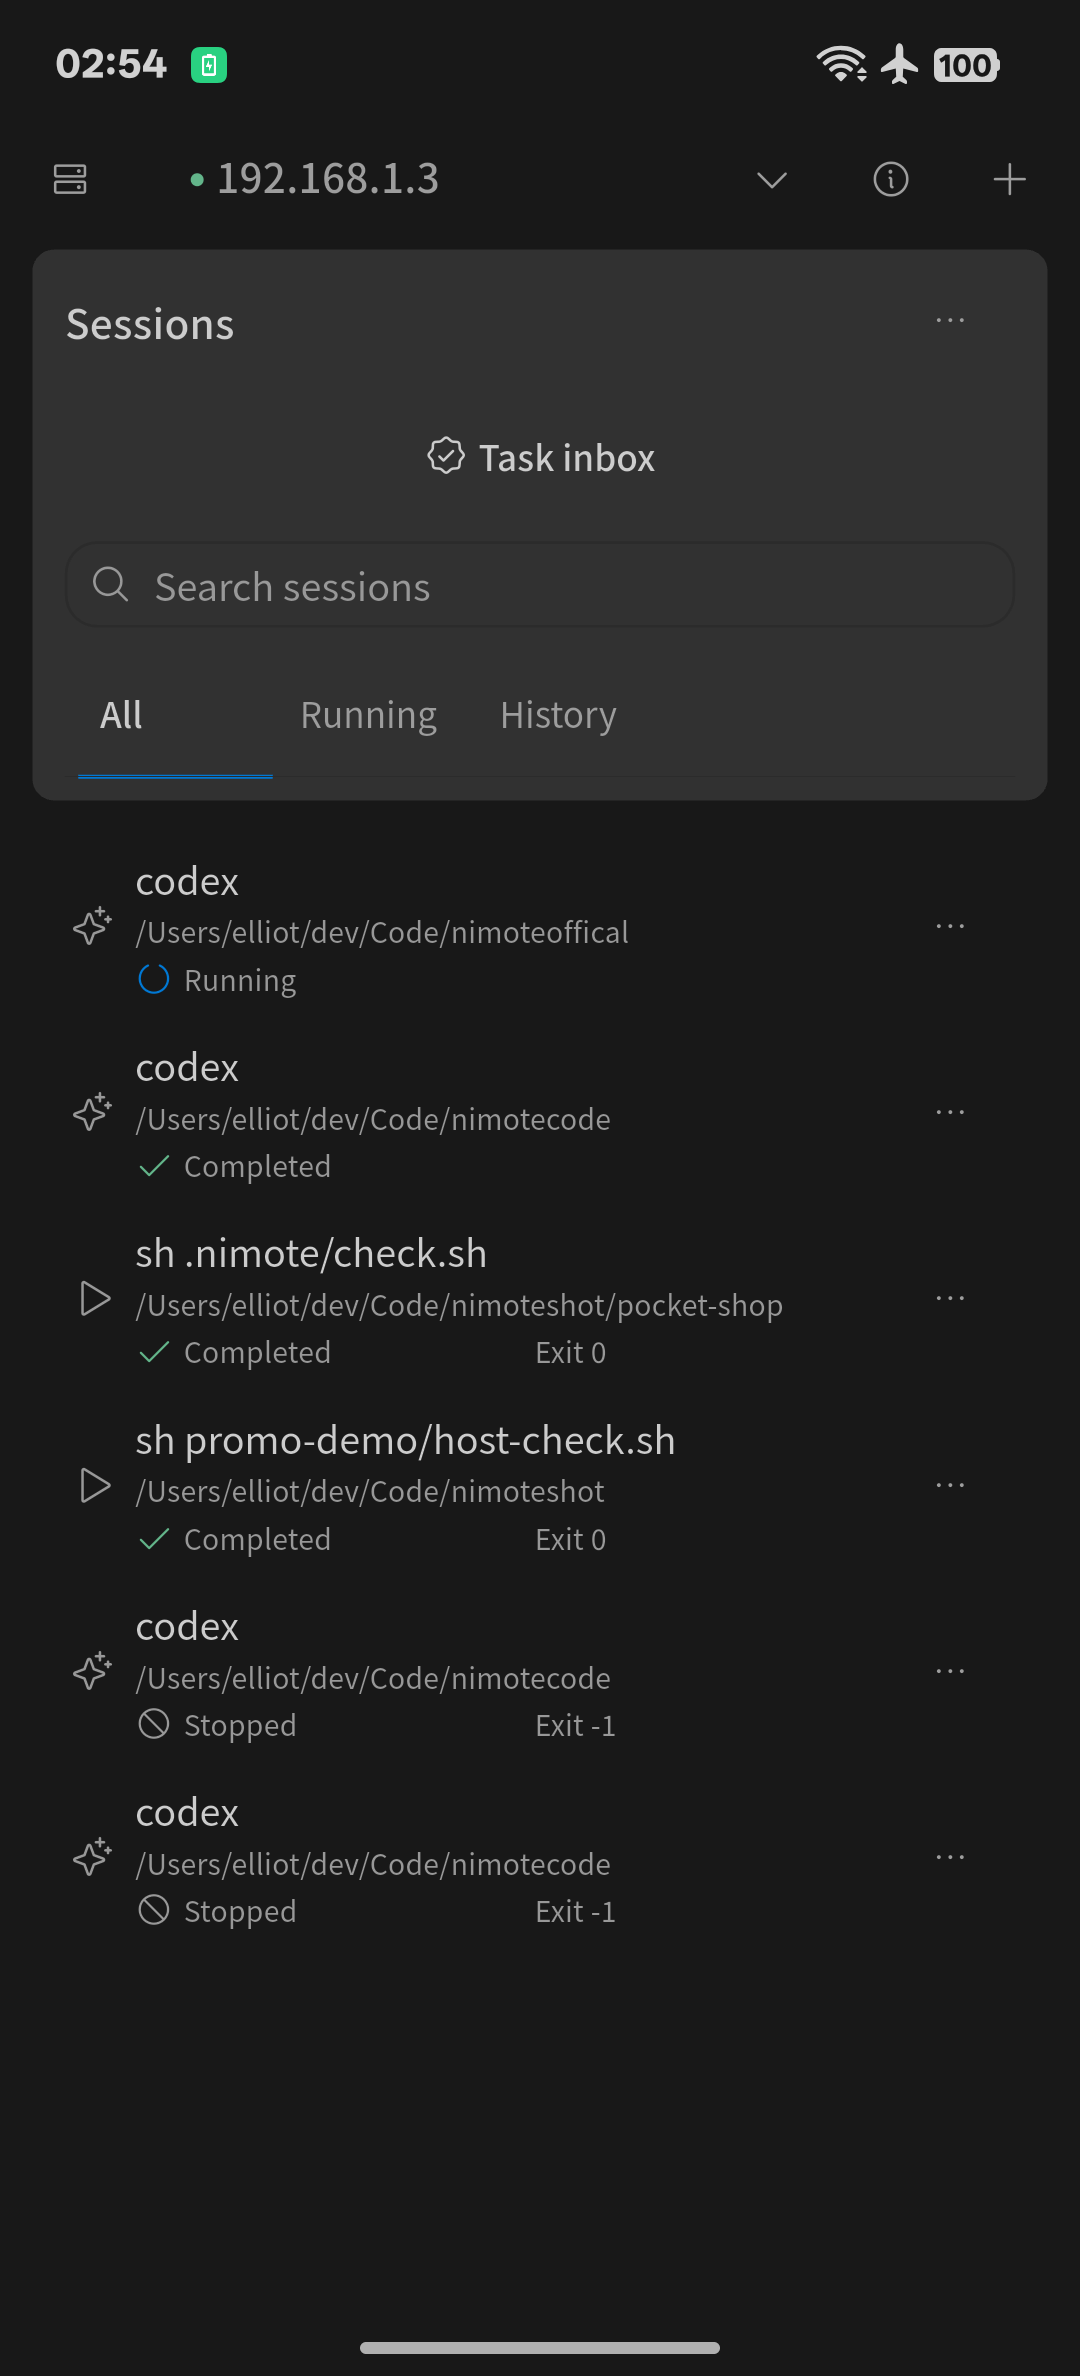 02:54
100
192.168.1.3
Sessions
Task inbox
Search sessions
All Running History
codex
/Users/elliot/dev/Code/nimoteoffical
Running
codex
/Users/elliot/dev/Code/nimotecode
Completed
sh .nimote/check.sh
/Users/elliot/dev/Code/nimoteshot/pocket-shop
Completed Exit 0
sh promo-demo/host-check.sh
/Users/elliot/dev/Code/nimoteshot
Completed Exit 0
codex
/Users/elliot/dev/Code/nimotecode
Stopped Exit -1
codex
/Users/elliot/dev/Code/nimotecode
Stopped Exit -1